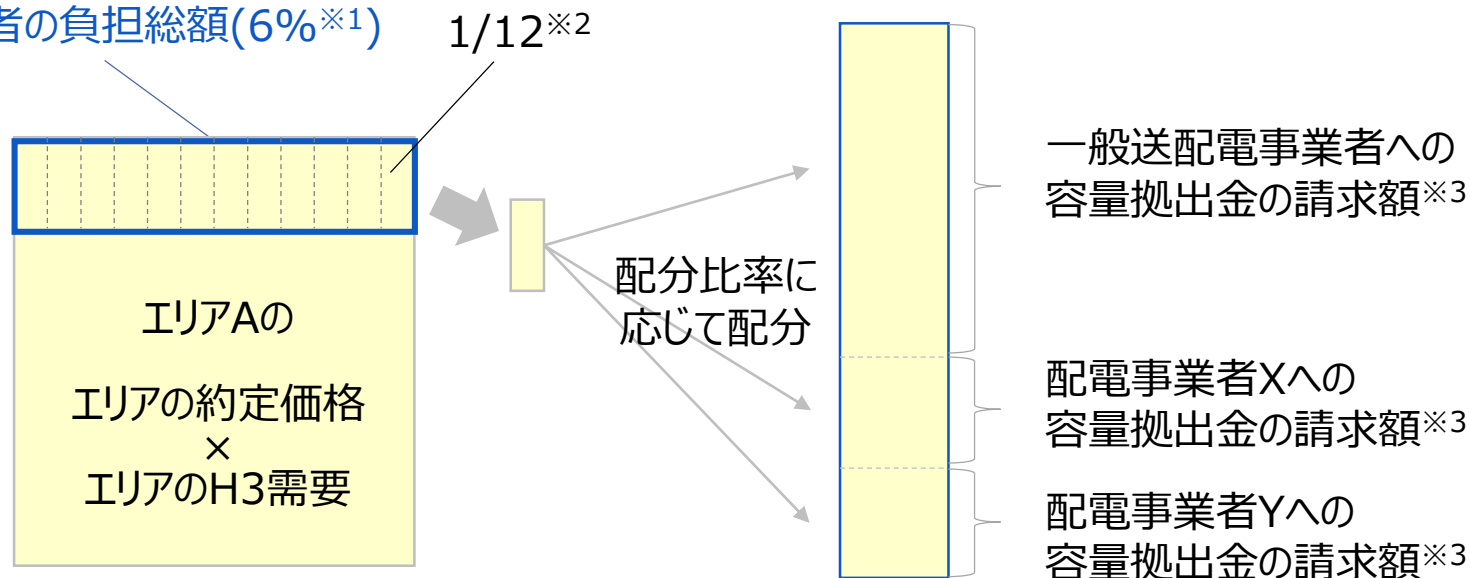 者の負担総額(6%※1)
1/12※2
エリアAの
エリアの約定価格
×
エリアのH3需要
配分比率に
応じて配分
一般送配電事業者への
容量拠出金の請求額※3
配電事業者Xへの
容量拠出金の請求額※3
配電事業者Yへの
容量拠出金の請求額※3